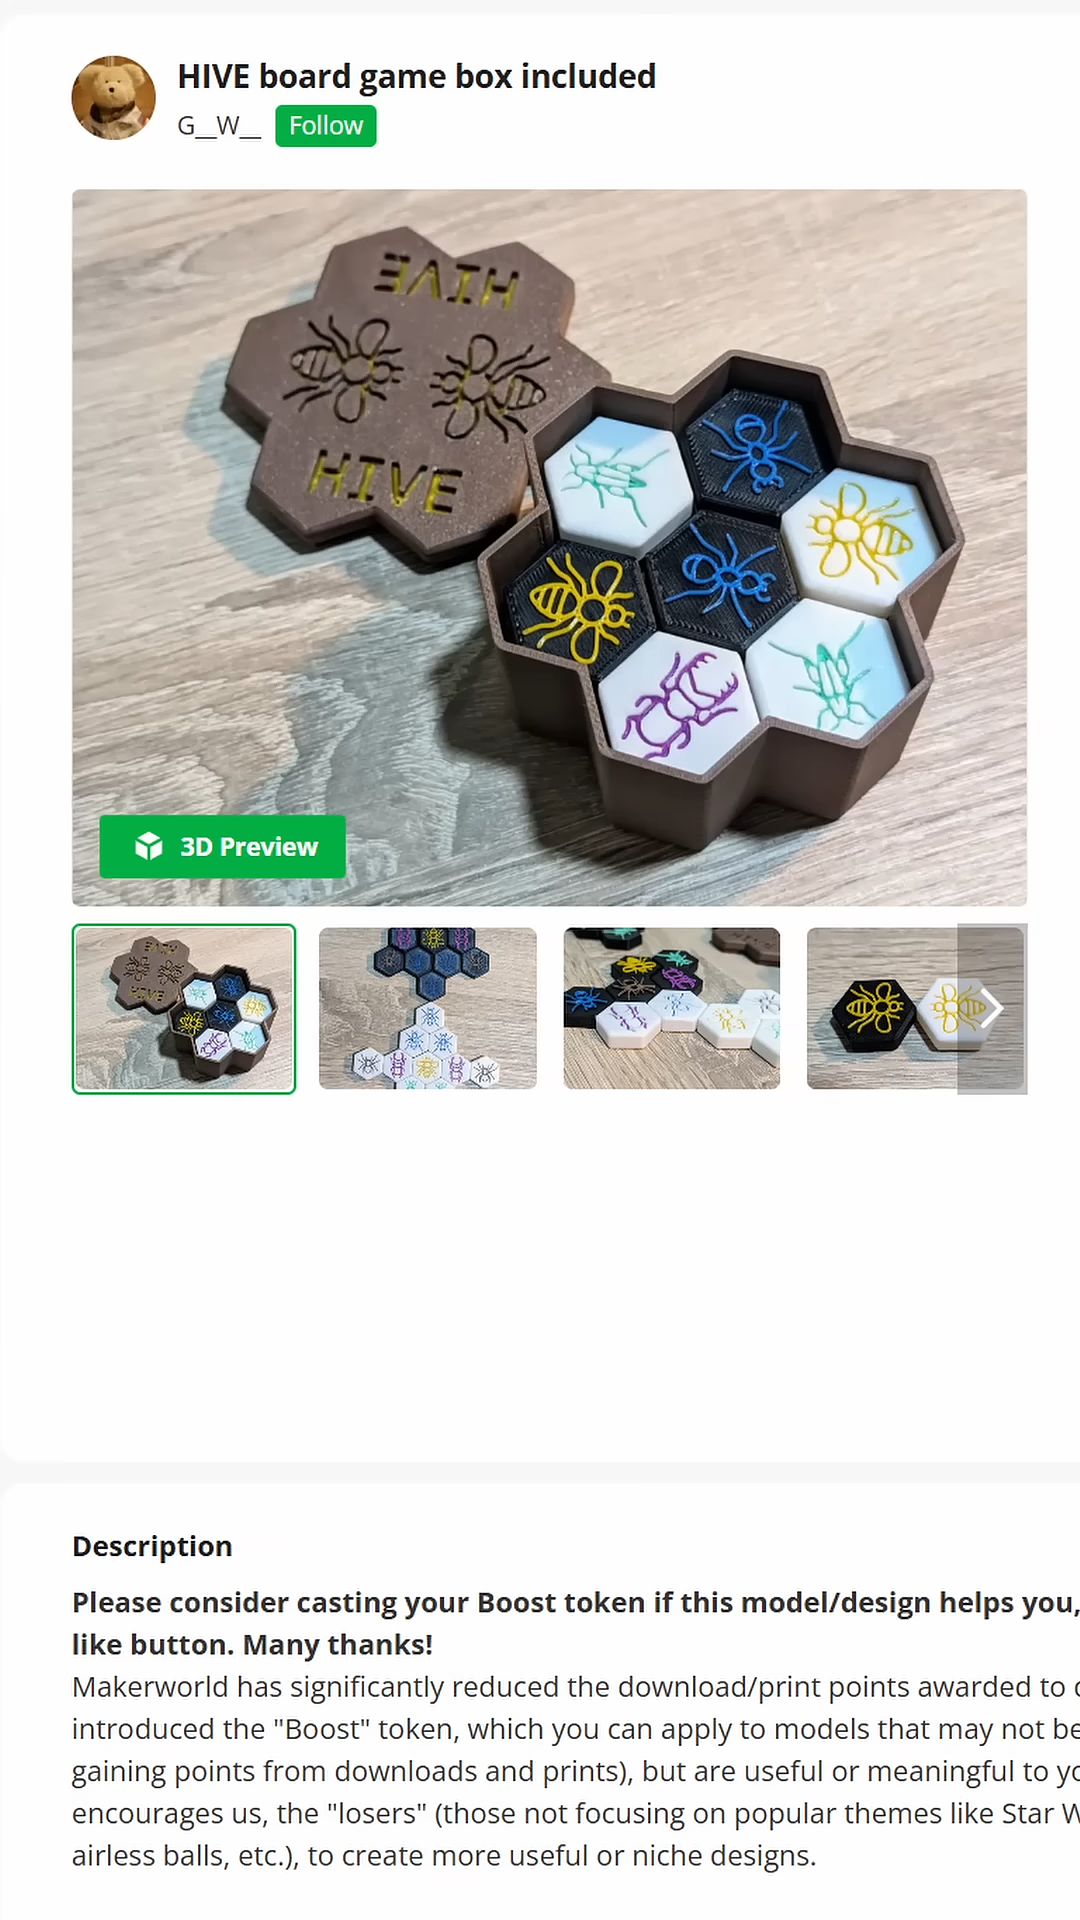 HIVE board game box included
G__W__
Follow
HIVE
HIVE
3D Preview
Description
Please consider casting your Boost token if this model/design helps you,
like button. Many thanks!
Makerworld has significantly reduced the download/print points awarded to
introduced the "Boost" token, which you can apply to models that may not be
gaining points from downloads and prints), but are useful or meaningful to
encourages us, the "losers" (those not focusing on popular themes like Star
airless balls, etc.), to create more useful or niche designs.